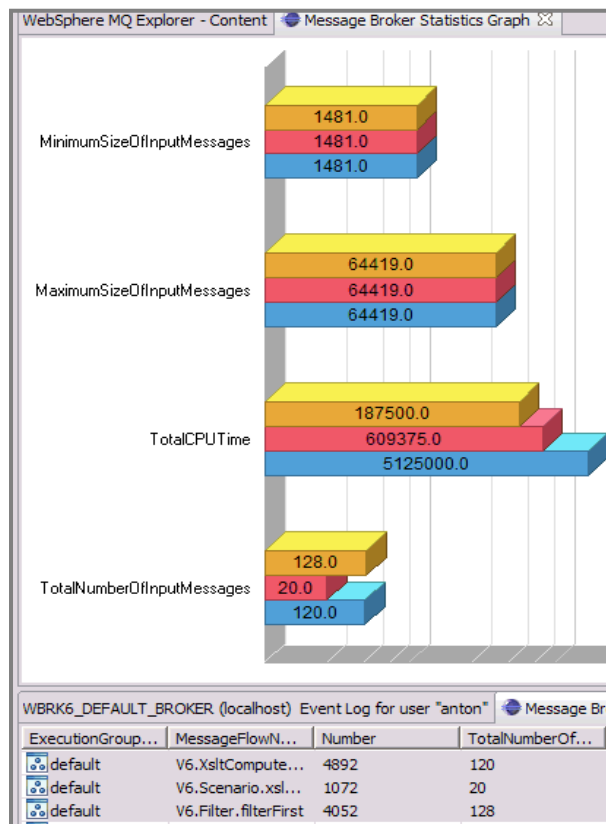 WebSphere MQ Explorer - Content Message Broker Statistics Graph
MinimumSizeOfInputMessages
1481.0
1481.0
1481.0
MaximumSizeOfInputMessages
64419.0
64419.0
64419.0
TotalCPUTime
187500.0
609375.0
5125000.0
TotalNumberOfInputMessages
128.0
20.0
120.0
WBRK6_DEFAULT_BROKER (localhost) Event Log for user "anton" Message Br
ExecutionGroup... MessageFlowN... Number TotalNumberOf...
default V6.XsltCompute... 4892 120
default V6.Scenario.xsl... 1072 20
default V6.Filter.filterFirst 4052 128